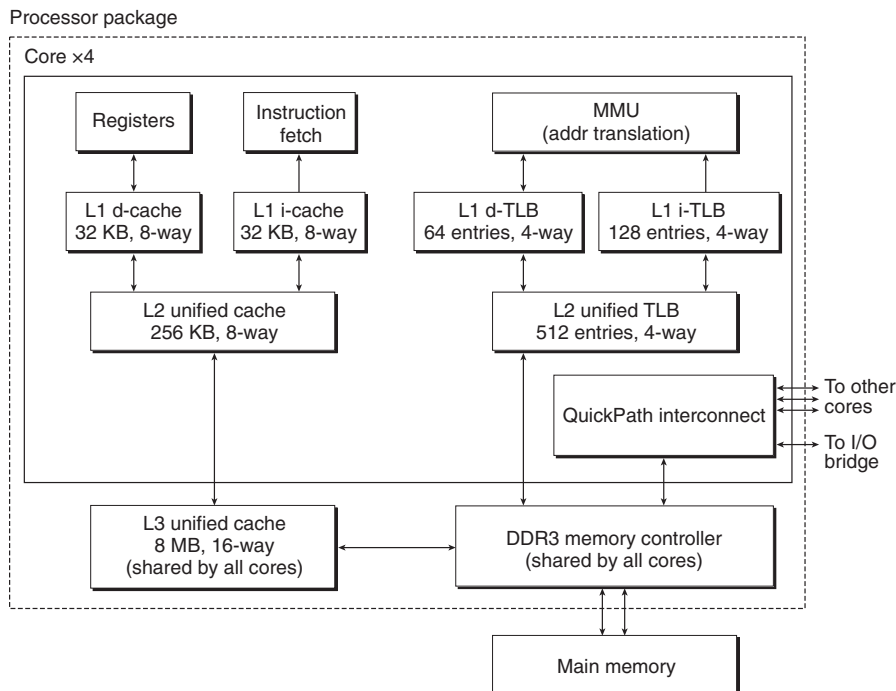 Processor package
Core ×4
Registers
Instruction
fetch
MMU
(addr translation)
L1 d-cache
32 KB, 8-way
L1 i-cache
32 KB, 8-way
L1 d-TLB
64 entries, 4-way
L1 i-TLB
128 entries, 4-way
L2 unified cache
256 KB, 8-way
L2 unified TLB
512 entries, 4-way
QuickPath interconnect
To other
cores
To I/O
bridge
L3 unified cache
8 MB, 16-way
(shared by all cores)
DDR3 memory controller
(shared by all cores)
Main memory